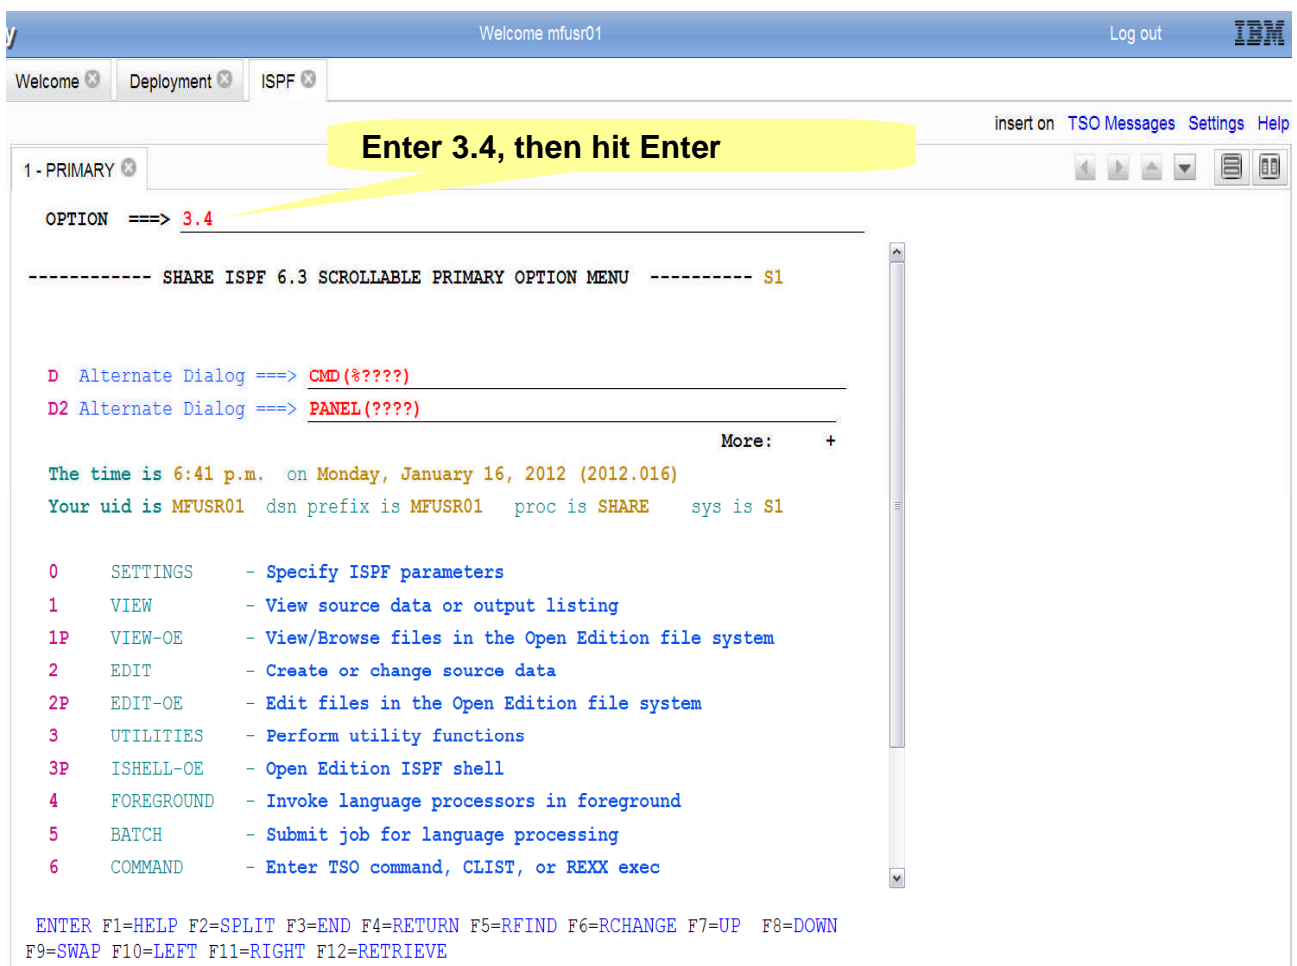 y Welcome mfusr01 Log out IBM
Welcome Deployment ISPF
insert on TSO Messages Settings Help
Enter 3.4, then hit Enter
1 - PRIMARY
OPTION ===> 3.4
------------ SHARE ISPF 6.3 SCROLLABLE PRIMARY OPTION MENU ---------- S1
D Alternate Dialog ===> CMD(%????)
D2 Alternate Dialog ===> PANEL(????)
More: +
The time is 6:41 p.m. on Monday, January 16, 2012 (2012.016)
Your uid is MFUSR01 dsn prefix is MFUSR01 proc is SHARE sys is S1
0 SETTINGS - Specify ISPF parameters
1 VIEW - View source data or output listing
1P VIEW-OE - View/Browse files in the Open Edition file system
2 EDIT - Create or change source data
2P EDIT-OE - Edit files in the Open Edition file system
3 UTILITIES - Perform utility functions
3P ISHELL-OE - Open Edition ISPF shell
4 FOREGROUND - Invoke language processors in foreground
5 BATCH - Submit job for language processing
6 COMMAND - Enter TSO command, CLIST, or REXX exec
ENTER F1=HELP F2=SPLIT F3=END F4=RETURN F5=RFIND F6=RCHANGE F7=UP F8=DOWN
F9=SWAP F10=LEFT F11=RIGHT F12=RETRIEVE